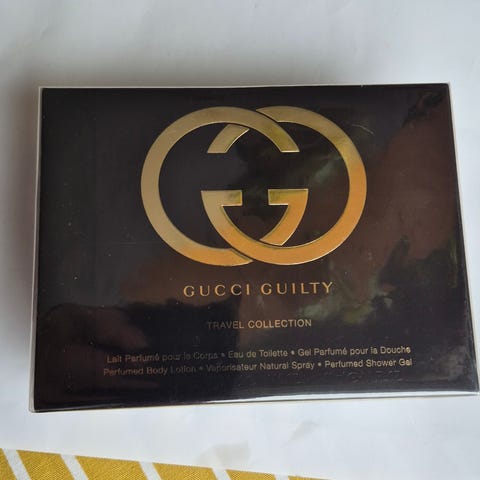 GUCCI GUILTY
TRAVEL COLLECTION
Lait Parfumé pour le Corps • Eau de Toilette • Gel Parfumé pour la Douche
Perfumed Body Lotion • Vaporisateur Natural Spray • Perfumed Shower Gel